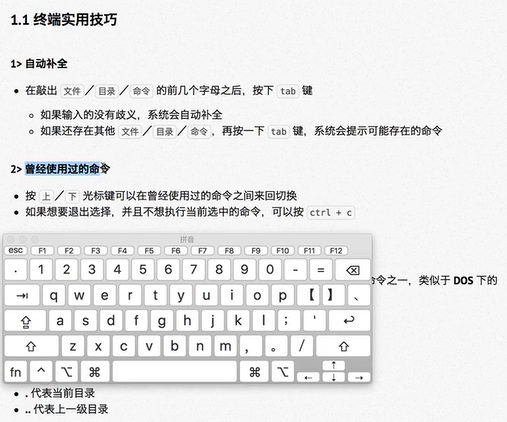 1.1 终端实用技巧
1> 自动补全
在敲出 文件／目录／命令 的前几个字母之后，按下 tab 键
如果输入的没有歧义，系统会自动补全
如果还存在其他 文件／目录／命令，再按一下 tab 键，系统会提示可能存在的命令
2> 曾经使用过的命令
按 上／下 光标键可以在曾经使用过的命令之间来回切换
如果想要退出选择，并且不想执行当前选中的命令，可以按 ctrl + c
拼音
esc F1 F2 F3 F4 F5 F6 F7 F8 F9 F10 F11 F12
· 1 2 3 4 5 6 7 8 9 0 - =
命令之一，类似于 DOS 下的
q w e r t y u i o p 【 】 、
a s d f g h j k l ； '
z x c v b n m ， 。 /
fn ^ ⌥ ⌘ ⌘ ⌥ ← ↑ ↓ →
. 代表当前目录
.. 代表上一级目录